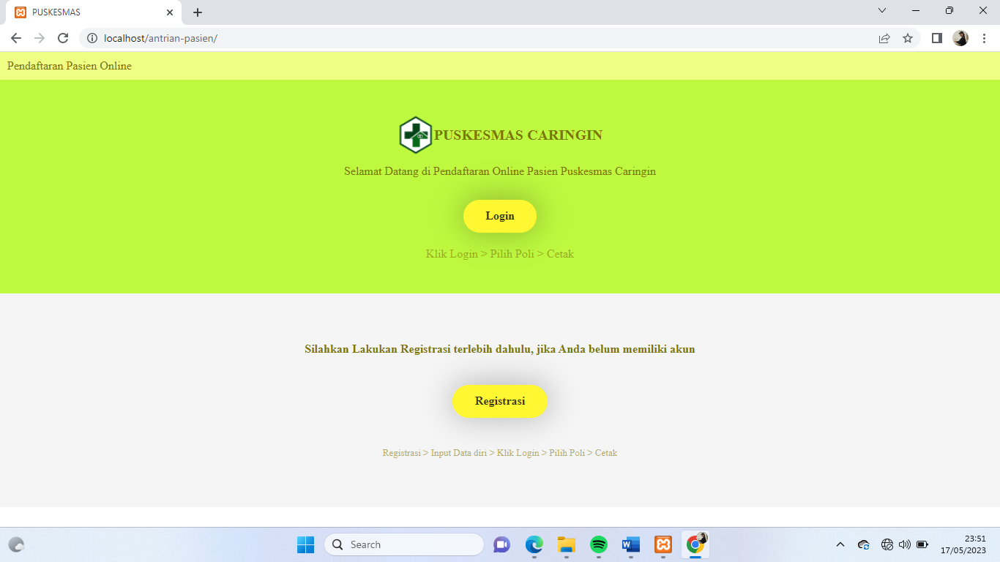 PUSKESMAS
localhost/antrian-pasien/
Pendaftaran Pasien Online
PUSKESMAS CARINGIN
Selamat Datang di Pendaftaran Online Pasien Puskesmas Caringin
Login
Klik Login > Pilih Poli > Cetak
Silahkan Lakukan Registrasi terlebih dahulu, jika Anda belum memiliki akun
Registrasi
Registrasi > Input Data diri > Klik Login > Pilih Poli > Cetak
Search
23:51
17/05/2023